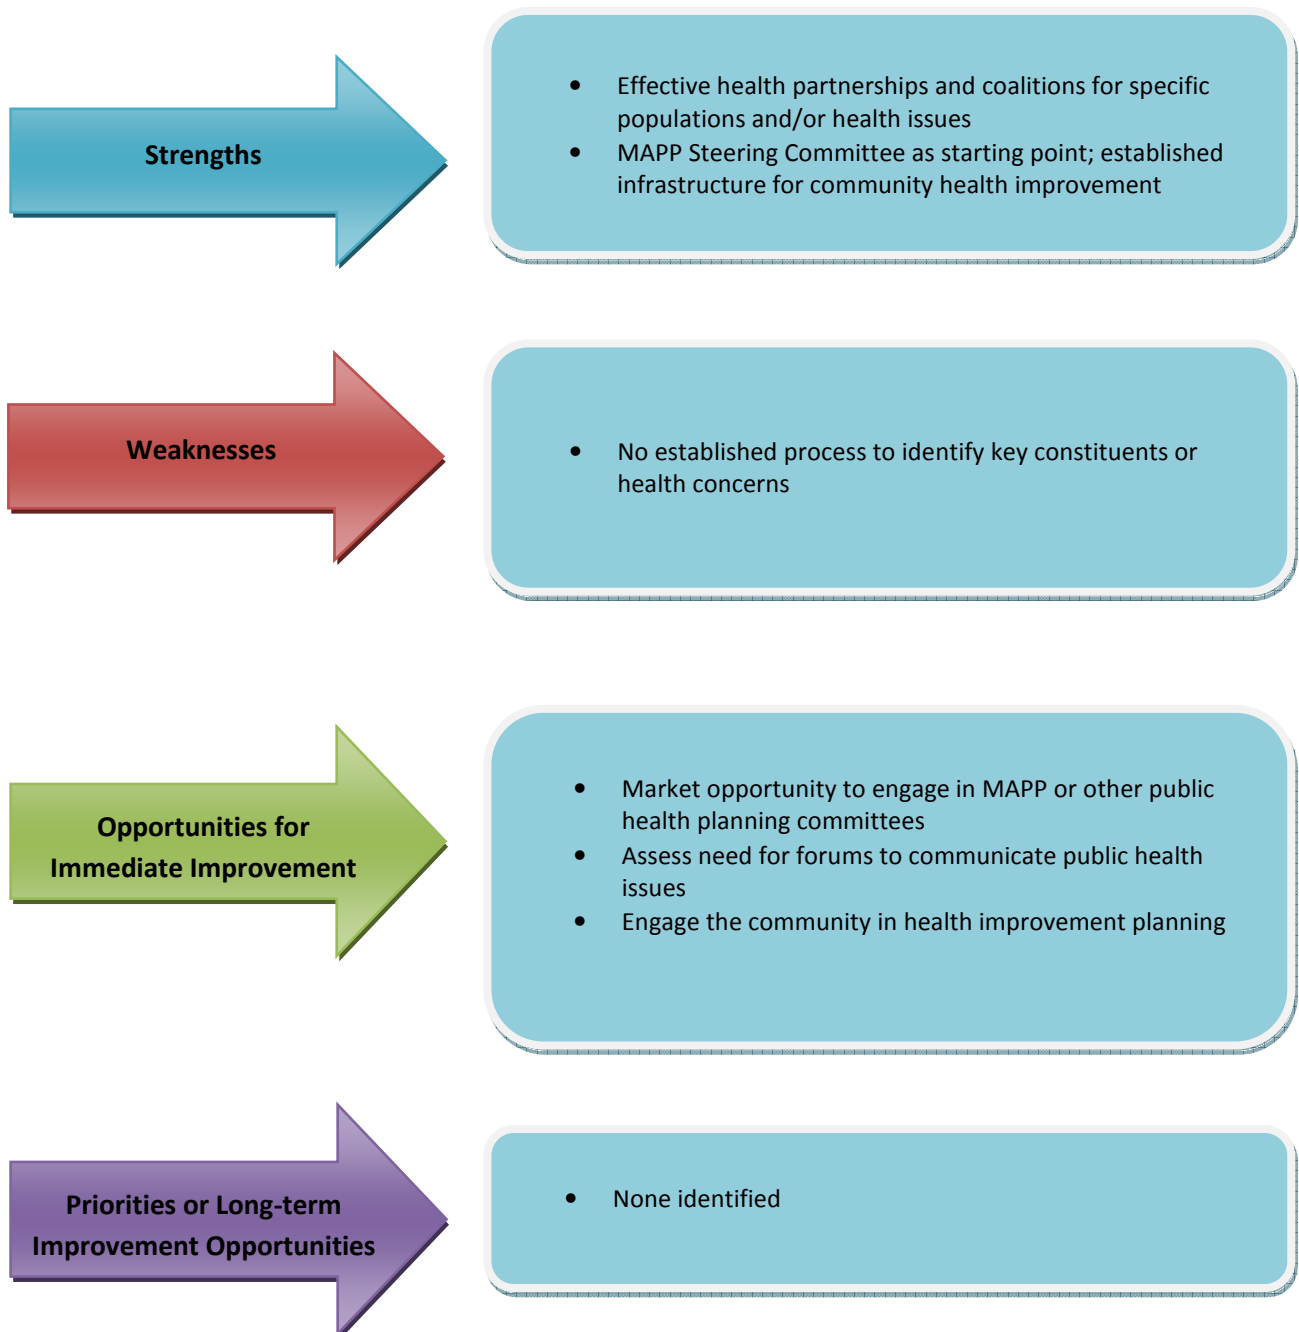 Strengths
• Effective health partnerships and coalitions for specific
populations and/or health issues
• MAPP Steering Committee as starting point; established
infrastructure for community health improvement
Weaknesses
• No established process to identify key constituents or
health concerns
Opportunities for
Immediate Improvement
• Market opportunity to engage in MAPP or other public
health planning committees
• Assess need for forums to communicate public health
issues
• Engage the community in health improvement planning
Priorities or Long-term
Improvement Opportunities
• None identified